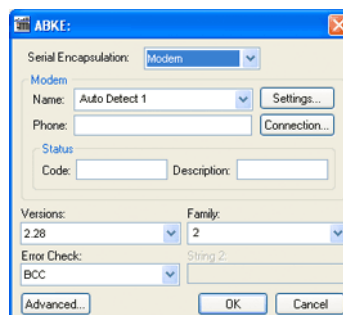 ABKE:
Serial Encapsulation: Modem
Modem
Name: Auto Detect 1 Settings...
Phone: Connection...
Status
Code: Description:
Versions: Family:
2.28 2
Error Check: String 2:
BCC
Advanced... OK Cancel